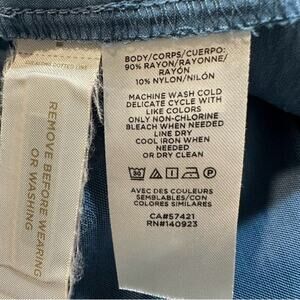 BODY/CORPS/CUERPO:
90% RAYON/RAYONNE/
RAYÓN
10% NYLON/NILÓN
MACHINE WASH COLD
DELICATE CYCLE WITH
LIKE COLORS
ONLY NON-CHLORINE
BLEACH WHEN NEEDED
LINE DRY
COOL IRON WHEN
NEEDED
OR DRY CLEAN
30
AVEC DES COULEURS
SEMBLABLES/CON
COLORES SIMILARES
CA#57421
RN#140923
DOTTED LINE
REMOVE BEFORE WEARING
OR WASHING